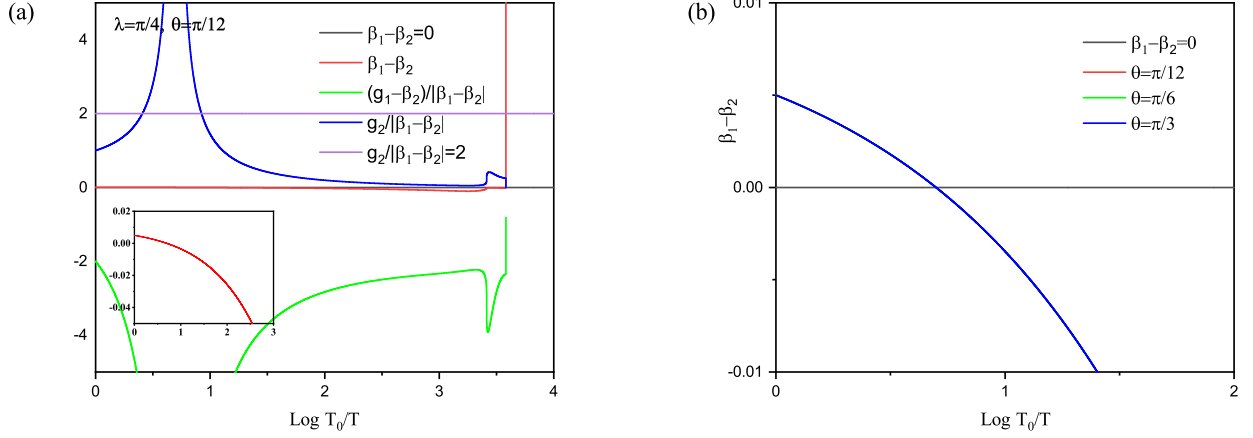 (a)
λ=π/4, θ=π/12
β₁−β₂=0
β₁−β₂
(g₁−β₂)/|β₁−β₂|
g₂/|β₁−β₂|
g₂/|β₁−β₂|=2
4
2
0
-2
-4
0.02
0.00
-0.02
-0.04
0
1
2
3
0
1
2
3
4
Log T₀/T
(b)
β₁−β₂=0
θ=π/12
θ=π/6
θ=π/3
β₁−β₂
0.01
0.00
-0.01
0
1
2
Log T₀/T